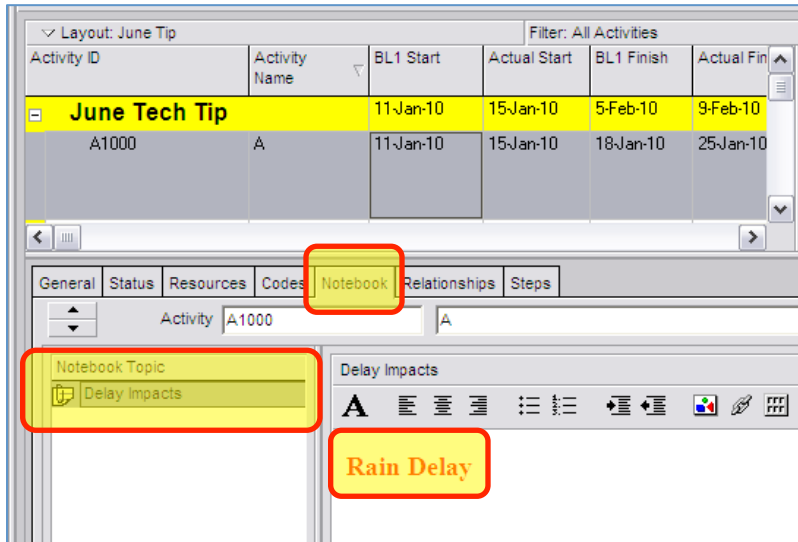 Layout: June Tip Filter: All Activities
Activity ID Activity Name BL1 Start Actual Start BL1 Finish Actual Fin
June Tech Tip 11-Jan-10 15-Jan-10 5-Feb-10 9-Feb-10
A1000 A 11-Jan-10 15-Jan-10 18-Jan-10 25-Jan-10
General Status Resources Codes Notebook Relationships Steps
Activity A1000 A
Notebook Topic Delay Impacts
Delay Impacts
A
Rain Delay